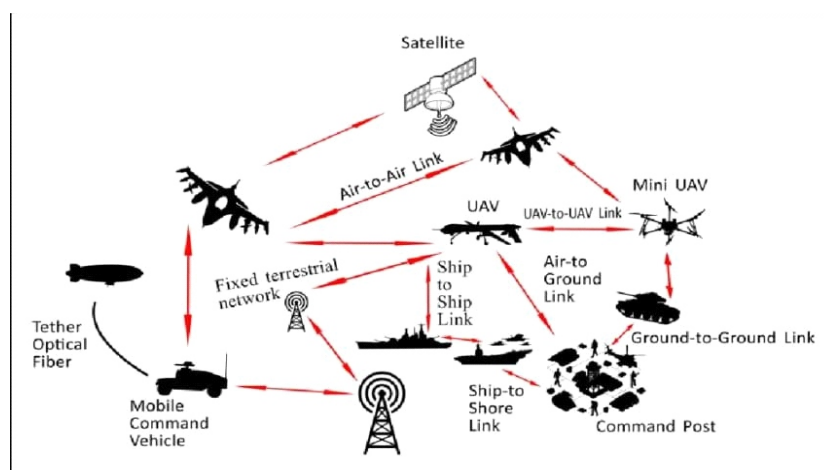 Satellite
Air-to-Air Link
Mini UAV
UAV
UAV-to-UAV Link
Fixed terrestrial
network
Ship
to
Ship
Link
Air-to
Ground
Link
Tether
Optical
Fiber
Ground-to-Ground Link
Mobile
Command
Vehicle
Ship-to
Shore
Link
Command Post